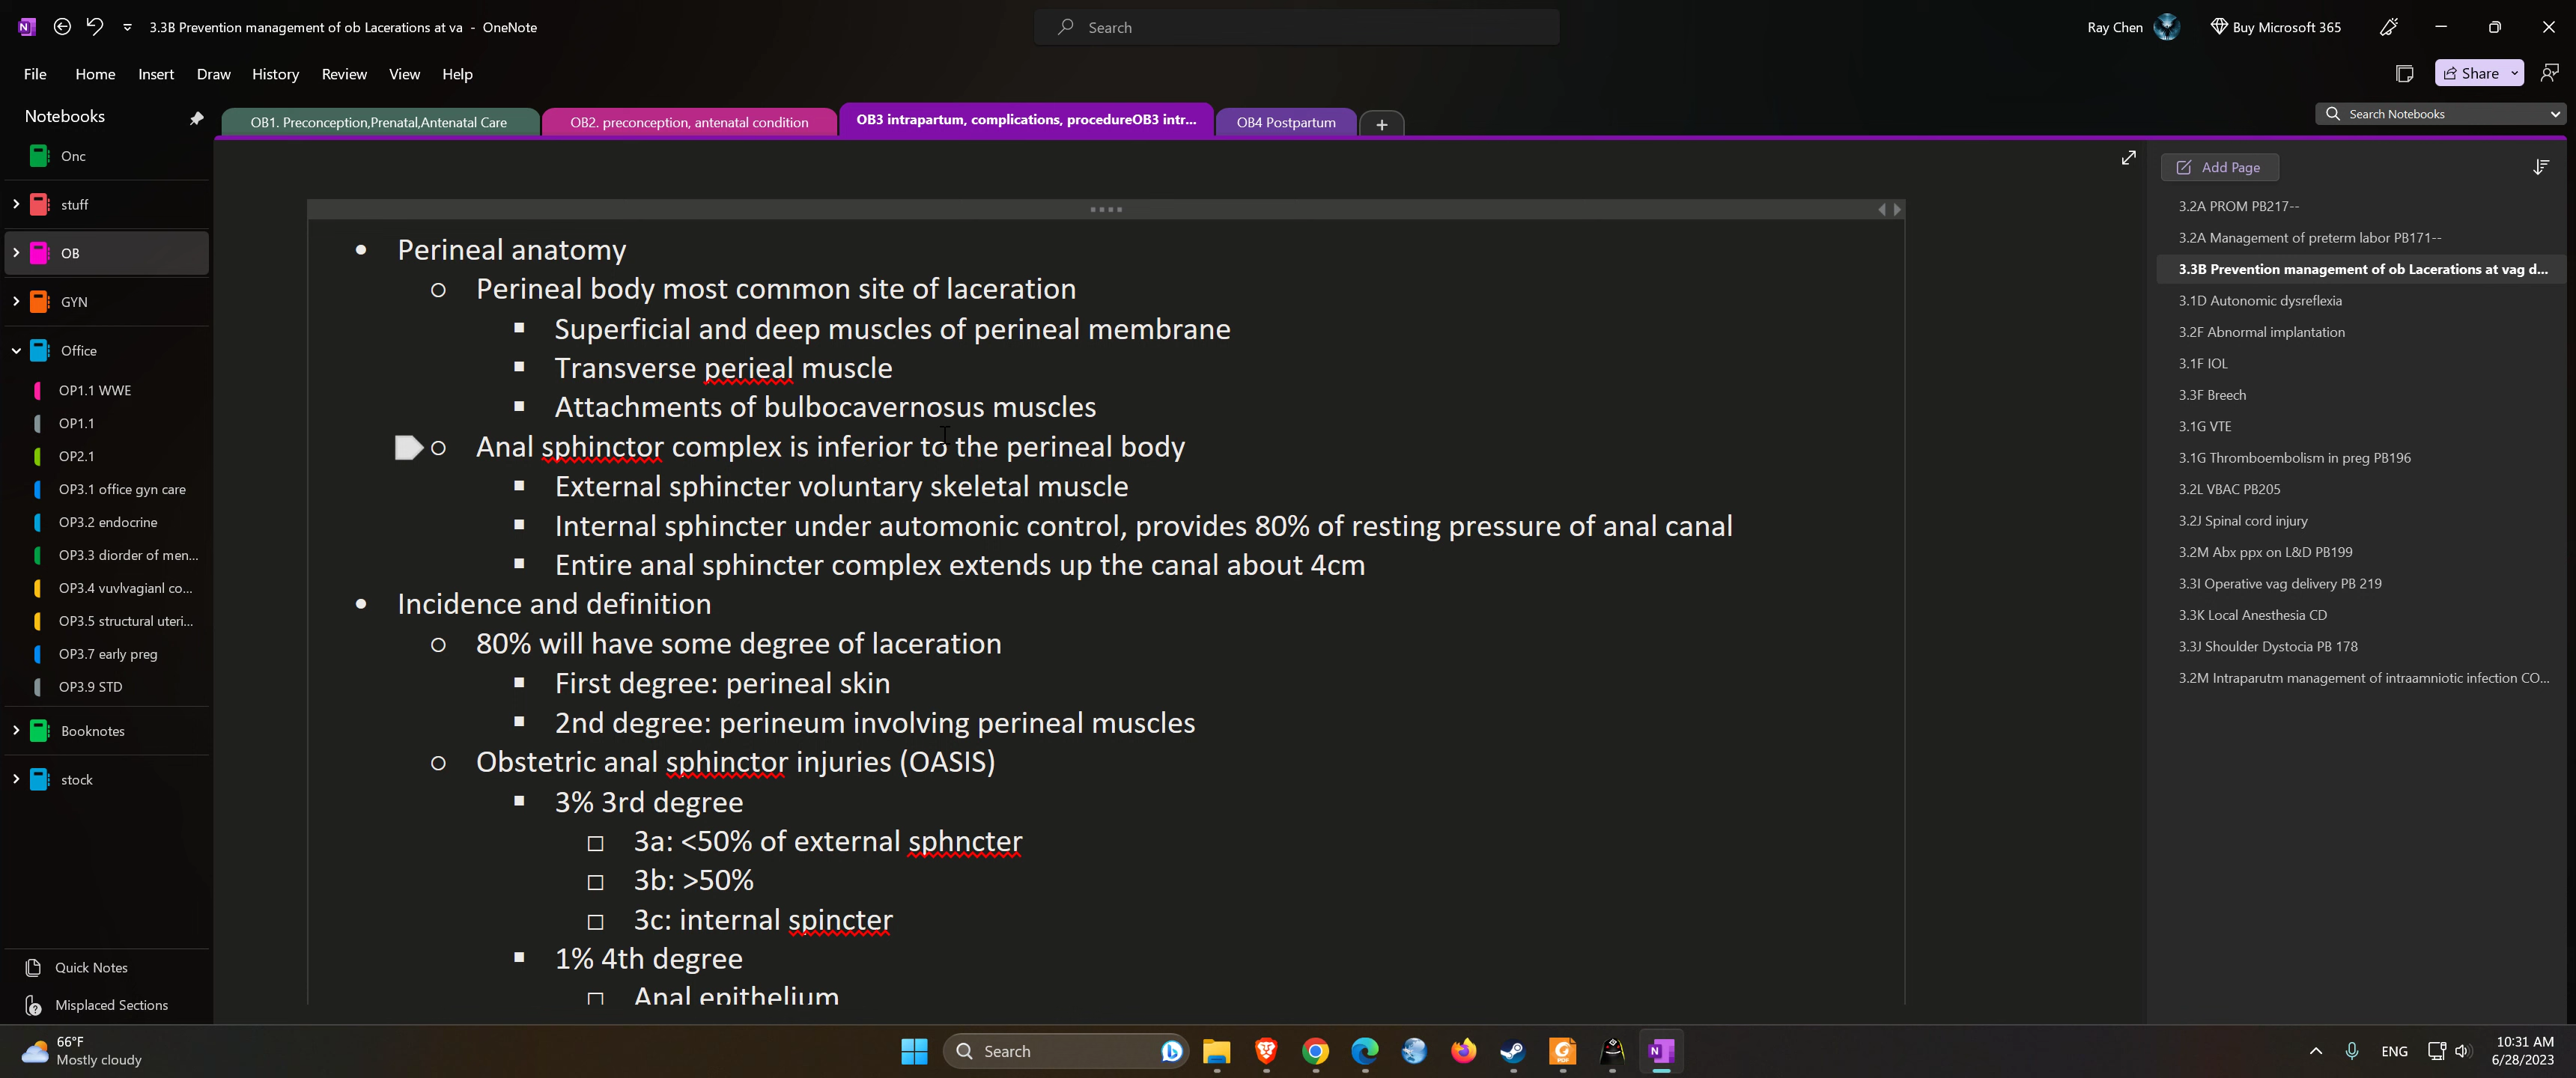 3.3B Prevention management of ob Lacerations at va - OneNote
Search
Ray Chen
Buy Microsoft 365
File Home Insert Draw History Review View Help
Share
Notebooks
OB1. Preconception,Prenatal,Antenatal Care
OB2. preconception, antenatal condition
OB3 intrapartum, complications, procedureOB3 intr...
OB4 Postpartum
Search Notebooks
Onc
stuff
OB
GYN
Office
OP1.1 WWE
OP1.1
OP2.1
OP3.1 office gyn care
OP3.2 endocrine
OP3.3 diorder of men...
OP3.4 vuvlvagianl co...
OP3.5 structural uteri...
OP3.7 early preg
OP3.9 STD
Booknotes
stock
Quick Notes
Misplaced Sections
Perineal anatomy
Perineal body most common site of laceration
Superficial and deep muscles of perineal membrane
Transverse perieal muscle
Attachments of bulbocavernosus muscles
Anal sphinctor complex is inferior to the perineal body
External sphincter voluntary skeletal muscle
Internal sphincter under automonic control, provides 80% of resting pressure of anal canal
Entire anal sphincter complex extends up the canal about 4cm
Incidence and definition
80% will have some degree of laceration
First degree: perineal skin
2nd degree: perineum involving perineal muscles
Obstetric anal sphinctor injuries (OASIS)
3% 3rd degree
3a: <50% of external sphncter
3b: >50%
3c: internal spincter
1% 4th degree
Anal epithelium
Add Page
3.2A PROM PB217--
3.2A Management of preterm labor PB171--
3.3B Prevention management of ob Lacerations at vag d...
3.1D Autonomic dysreflexia
3.2F Abnormal implantation
3.1F IOL
3.3F Breech
3.1G VTE
3.1G Thromboembolism in preg PB196
3.2L VBAC PB205
3.2J Spinal cord injury
3.2M Abx ppx on L&D PB199
3.3I Operative vag delivery PB 219
3.3K Local Anesthesia CD
3.3J Shoulder Dystocia PB 178
3.2M Intraparutm management of intraamniotic infection CO...
66°F
Mostly cloudy
Search
ENG
10:31 AM
6/28/2023